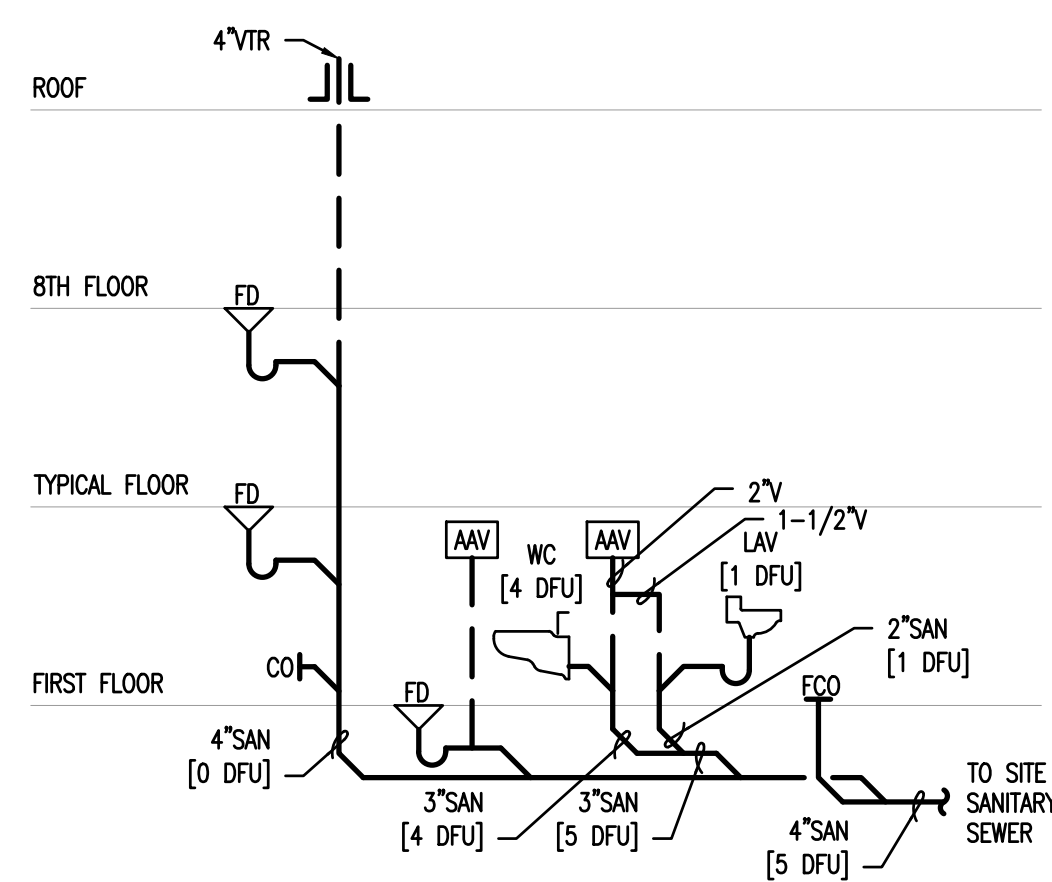 4"VTR
ROOF
8TH FLOOR
FD
TYPICAL FLOOR
FD
2"V
1-1/2"V
AAV
WC
[4 DFU]
AAV
LAV
[1 DFU]
2"SAN
[1 DFU]
CO
FIRST FLOOR
FD
FCO
4"SAN
[0 DFU]
3"SAN
[4 DFU]
3"SAN
[5 DFU]
4"SAN
[5 DFU]
TO SITE
SANITARY
SEWER